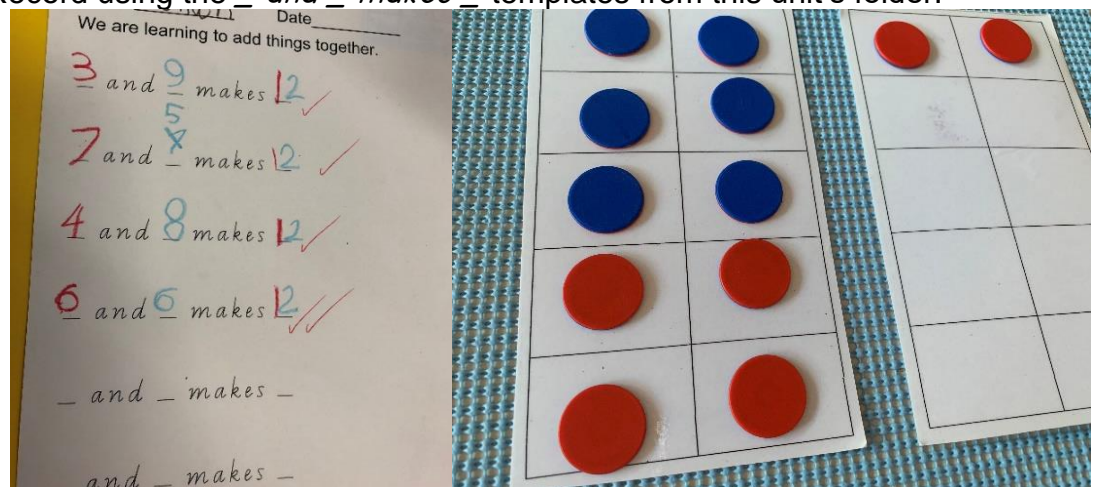 Record using the _ and _ makes _ templates from this unit's folder.
Date
We are learning to add things together.
3 and 9 makes 12
5
7 and _ makes 12
4 and 8 makes 12
6 and 6 makes 12
_ and _ makes _
and _ makes _